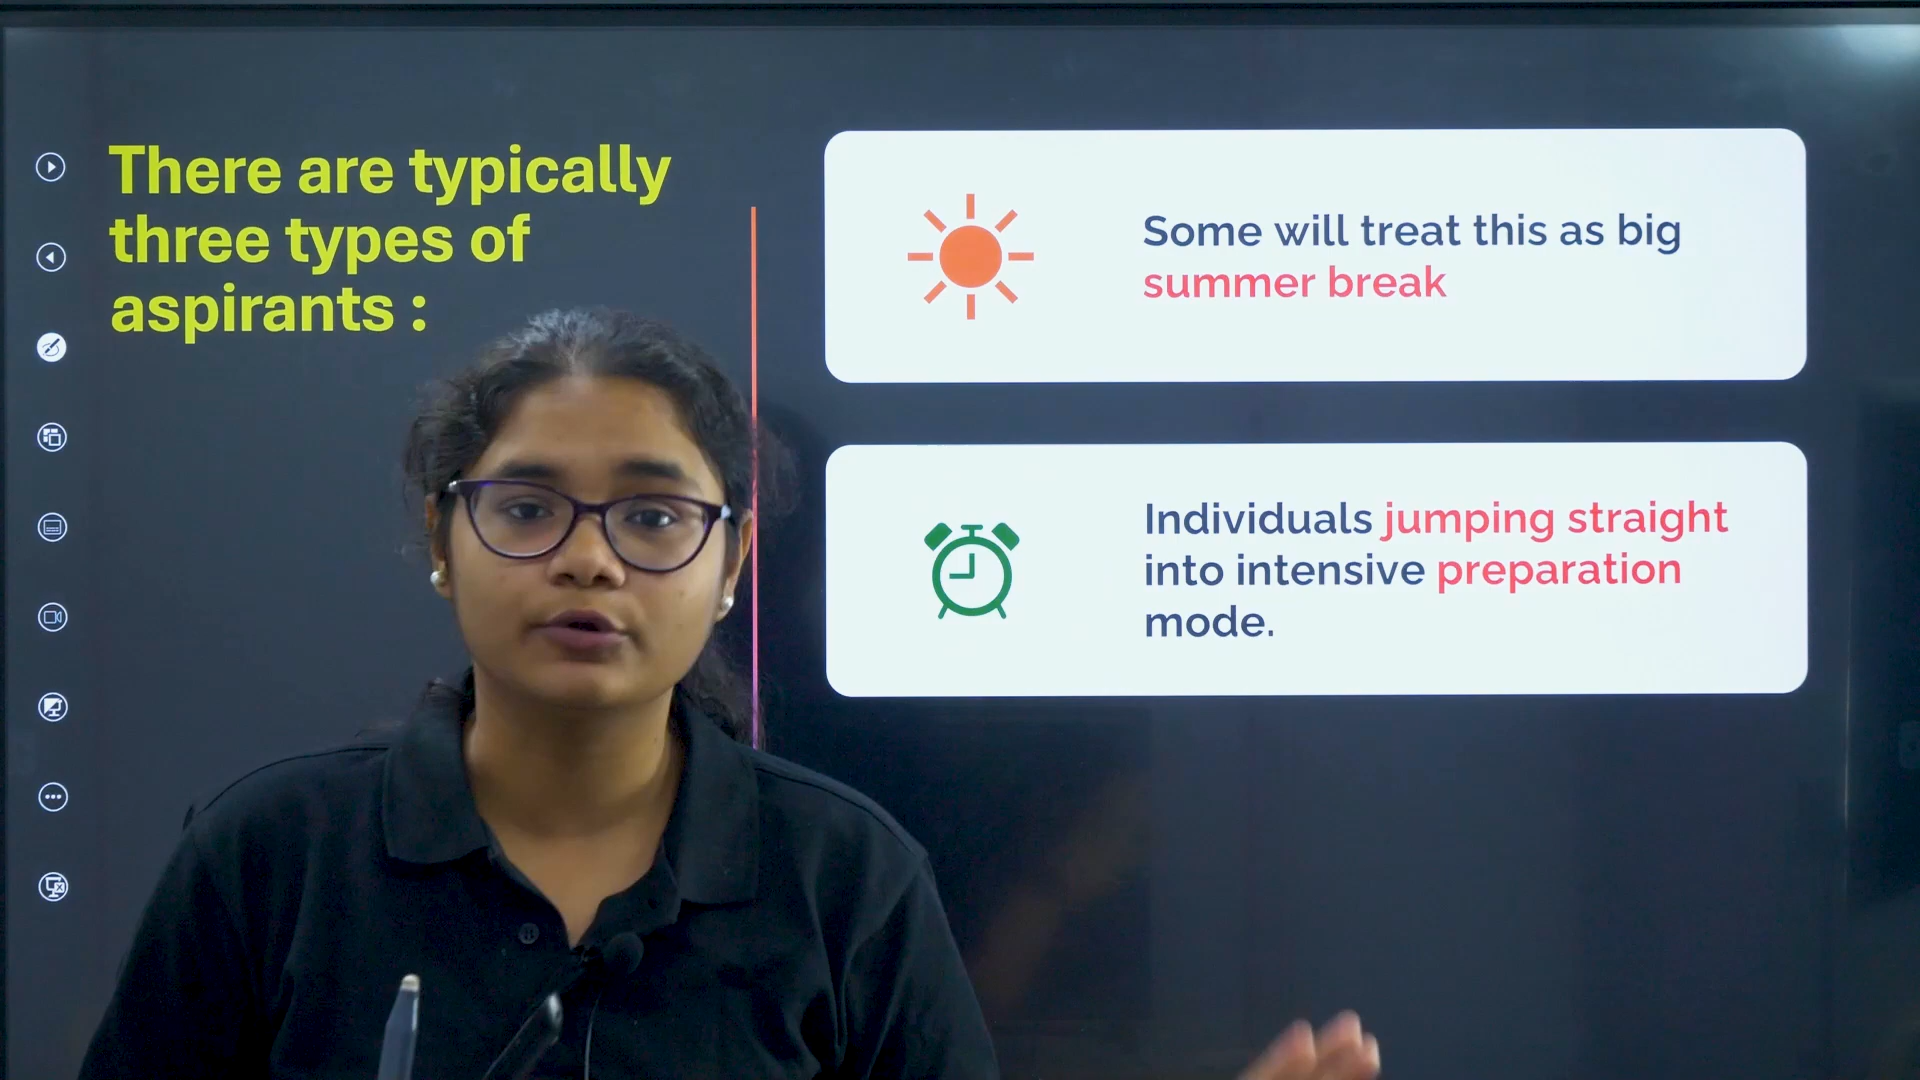 There are typically
three types of
aspirants :
Some will treat this as big
summer break
Individuals jumping straight
into intensive preparation
mode.